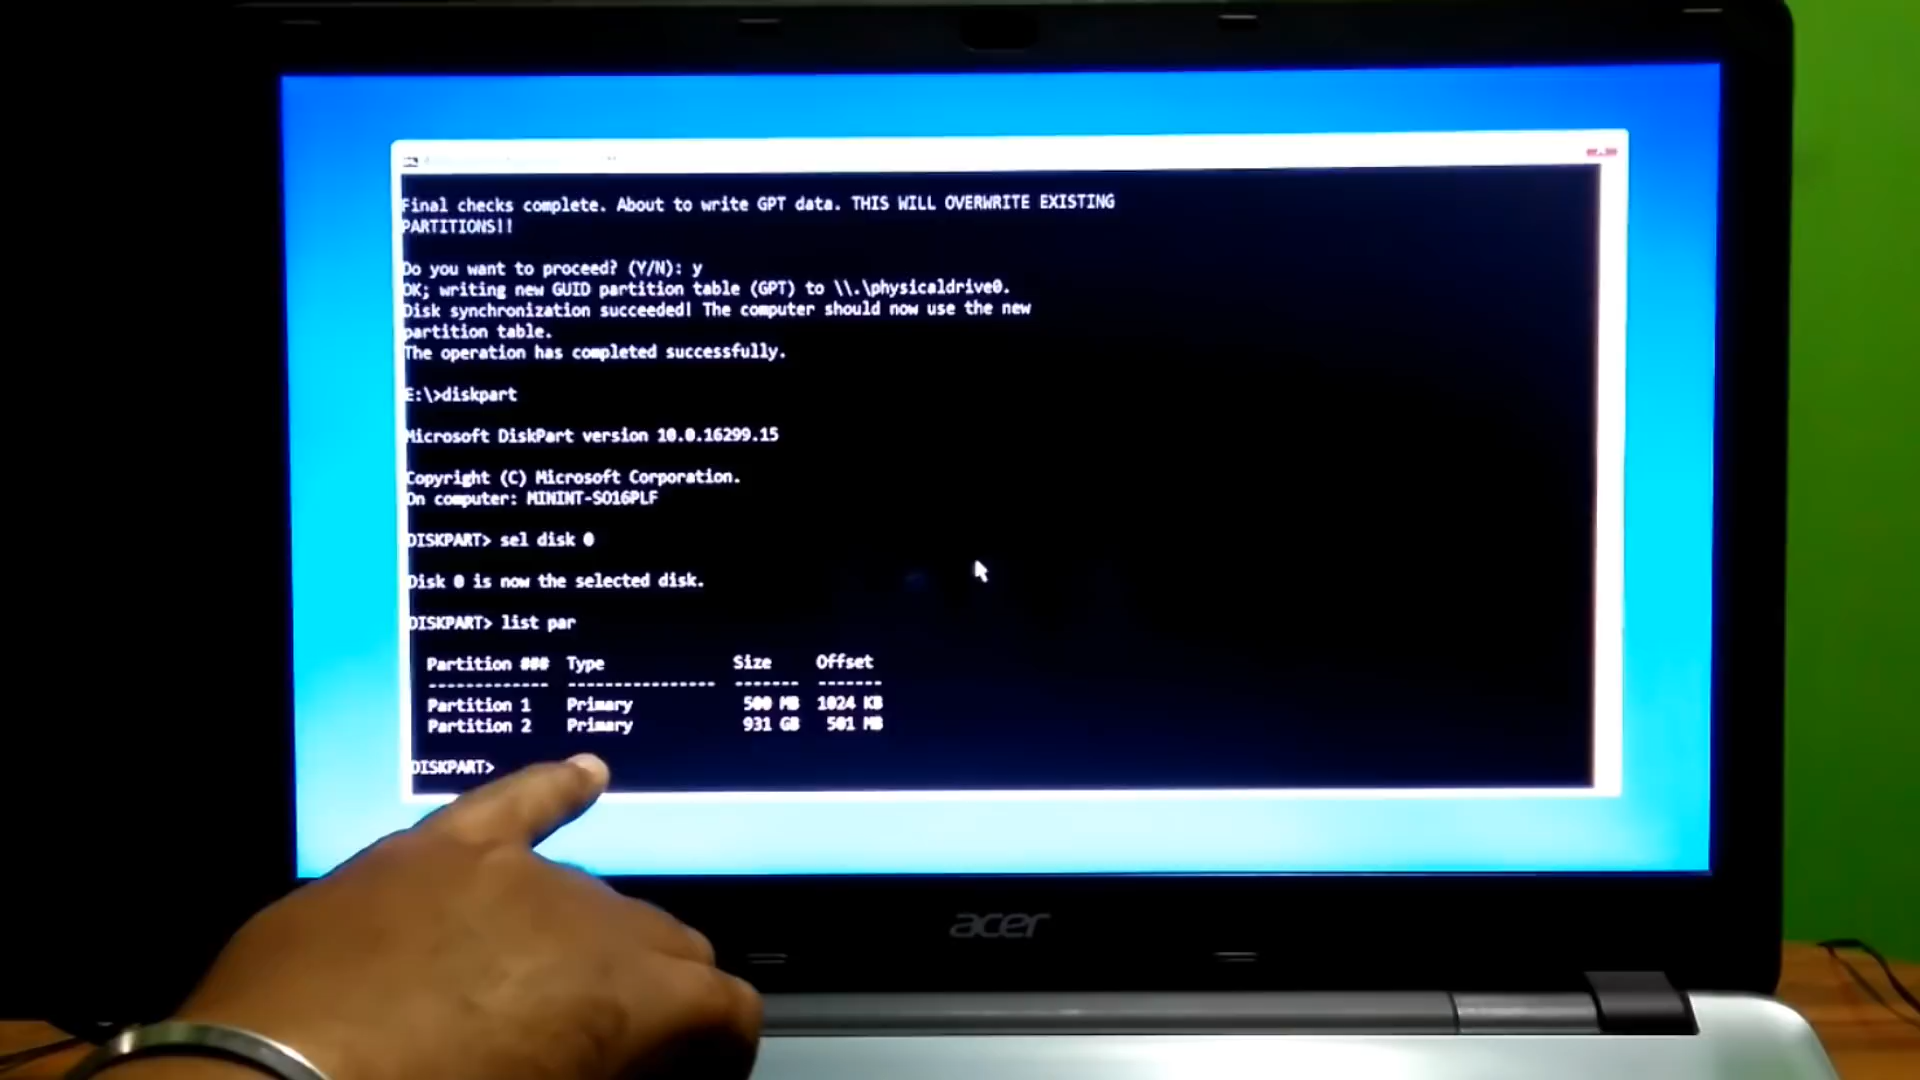 Final checks complete. About to write GPT data. THIS WILL OVERWRITE EXISTING
PARTITIONS!!
Do you want to proceed? (Y/N): y
OK; writing new GUID partition table (GPT) to \\.\physicaldrive0.
Disk synchronization succeeded! The computer should now use the new
partition table.
The operation has completed successfully.
E:\>diskpart
Microsoft DiskPart version 10.0.16299.15
Copyright (C) Microsoft Corporation.
On computer: MININT-SO16PLF
DISKPART> sel disk 0
Disk 0 is now the selected disk.
DISKPART> list par
Partition ### Type Size Offset
------------- ---------------- ------- -------
Partition 1 Primary 500 MB 1024 KB
Partition 2 Primary 931 GB 501 MB
DISKPART>
acer